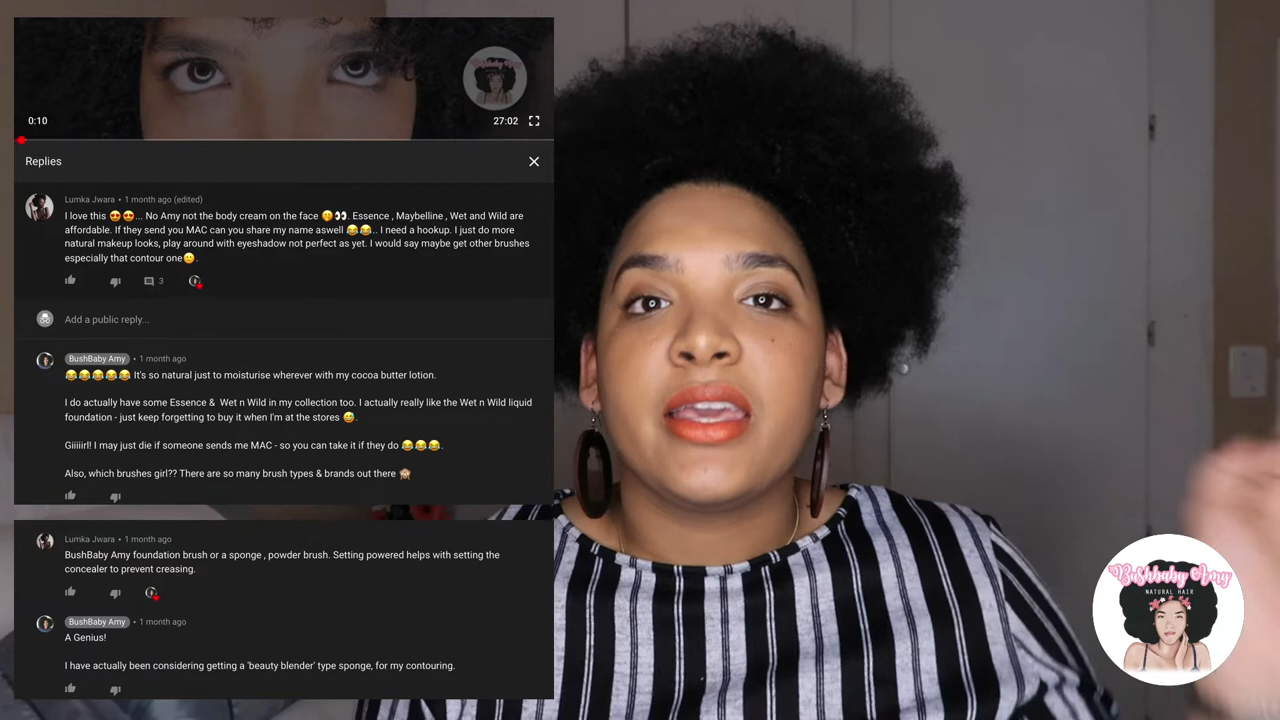 0:10
27:02
Replies
Lumka Jwara • 1 month ago (edited)
I love this 😍😍... No Amy not the body cream on the face 🤭👀. Essence , Maybelline , Wet and Wild are
affordable. If they send you MAC can you share my name aswell 😂😂.. I need a hookup. I just do more
natural makeup looks, play around with eyeshadow not perfect as yet. I would say maybe get other brushes
especially that contour one🙂.
3
Add a public reply...
BushBaby Amy • 1 month ago
😂😂😂😂😂 It's so natural just to moisturise wherever with my cocoa butter lotion.
I do actually have some Essence & Wet n Wild in my collection too. I actually really like the Wet n Wild liquid
foundation - just keep forgetting to buy it when I'm at the stores 😅.
Giiiiirl! I may just die if someone sends me MAC - so you can take it if they do 😂😂😂.
Also, which brushes girl?? There are so many brush types & brands out there 🙈
Lumka Jwara • 1 month ago
BushBaby Amy foundation brush or a sponge , powder brush. Setting powered helps with setting the
concealer to prevent creasing.
BushBaby Amy • 1 month ago
A Genius!
I have actually been considering getting a 'beauty blender' type sponge, for my contouring.
Bushbaby Amy
NATURAL HAIR